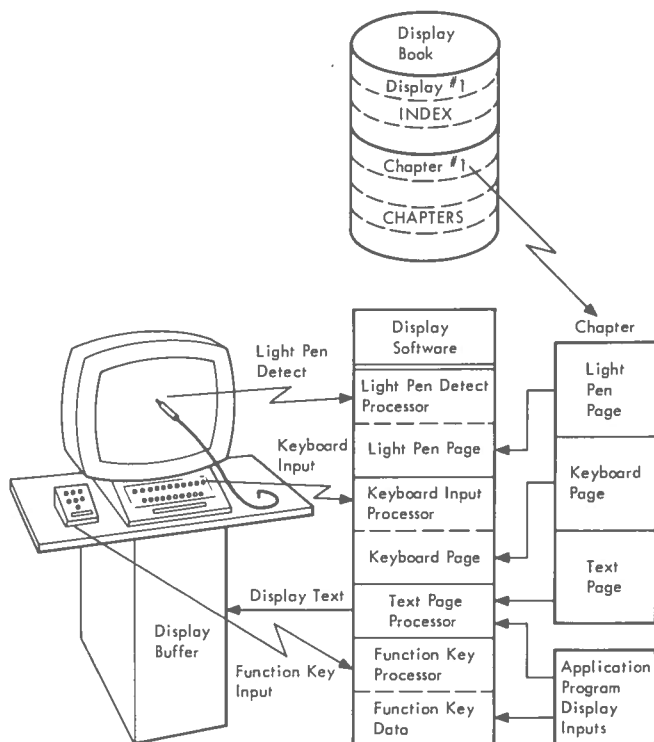 Display
Book
Display #1
INDEX
Chapter #1
CHAPTERS
Chapter
Light
Pen
Page
Keyboard
Page
Text
Page
Application
Program
Display
Inputs
Display
Software
Light Pen Detect
Processor
Light Pen Page
Keyboard Input
Processor
Keyboard Page
Text Page
Processor
Function Key
Processor
Function Key
Data
Light Pen
Detect
Keyboard
Input
Display Text
Display
Buffer
Function Key
Input